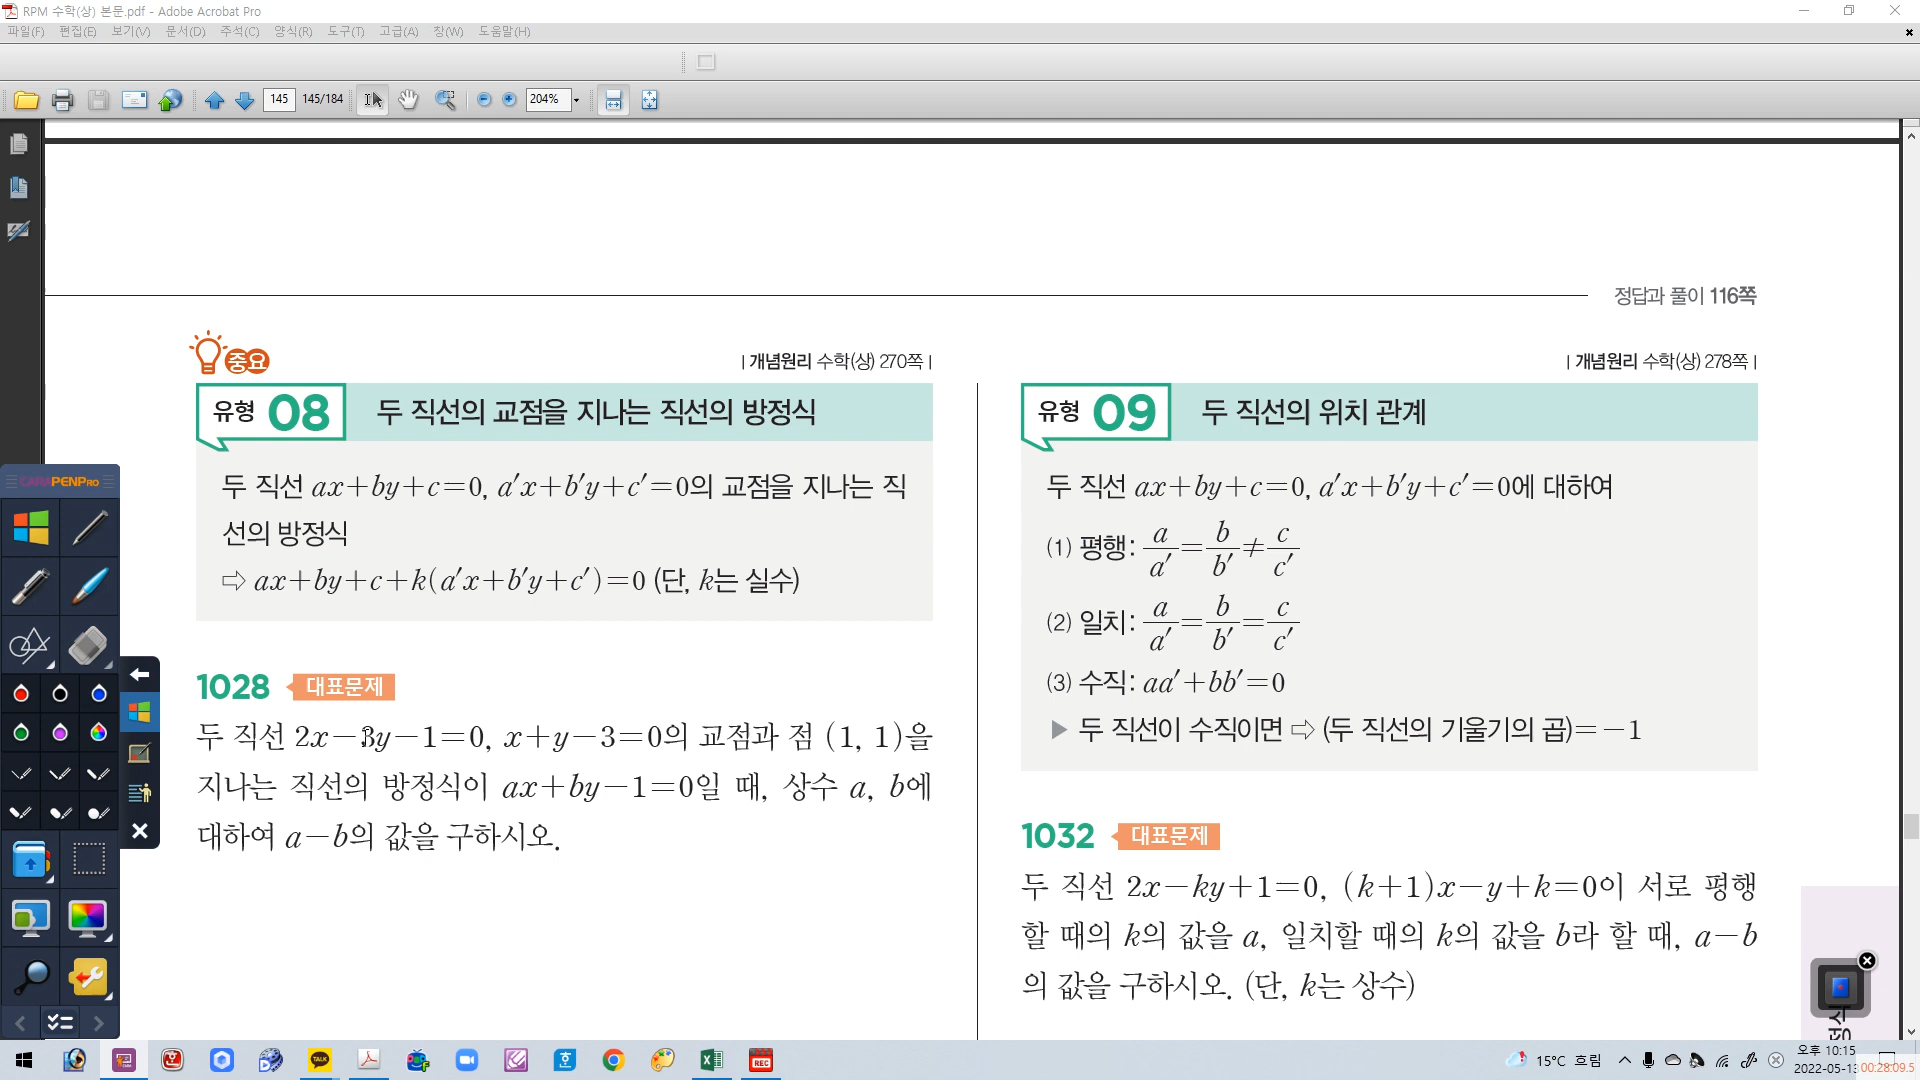 RPM 수학(상) 본문.pdf - Adobe Acrobat Pro
파일(F) 편집(E) 보기(V) 문서(D) 주석(C) 양식(R) 도구(T) 고급(A) 창(W) 도움말(H)
145 145/184 204%
정답과 풀이 116쪽
중요
| 개념원리 수학(상) 270쪽 |
유형 08 두 직선의 교점을 지나는 직선의 방정식
두 직선 ax+by+c=0, a′x+b′y+c′=0의 교점을 지나는 직
선의 방정식
⇨ ax+by+c+k(a′x+b′y+c′)=0 (단, k는 실수)
1028 대표문제
두 직선 2x-3y-1=0, x+y-3=0의 교점과 점 (1, 1)을
지나는 직선의 방정식이 ax+by-1=0일 때, 상수 a, b에
대하여 a-b의 값을 구하시오.
| 개념원리 수학(상) 278쪽 |
유형 09 두 직선의 위치 관계
두 직선 ax+by+c=0, a′x+b′y+c′=0에 대하여
(1) 평행: a/a′=b/b′≠c/c′
(2) 일치: a/a′=b/b′=c/c′
(3) 수직: aa′+bb′=0
▶ 두 직선이 수직이면 ⇨ (두 직선의 기울기의 곱)=-1
1032 대표문제
두 직선 2x-ky+1=0, (k+1)x-y+k=0이 서로 평행
할 때의 k의 값을 a, 일치할 때의 k의 값을 b라 할 때, a-b
의 값을 구하시오. (단, k는 상수)
CARAPENPRO
TALK
REC
15°C 흐림
오후 10:15
2022-05-13
00:28:09.5